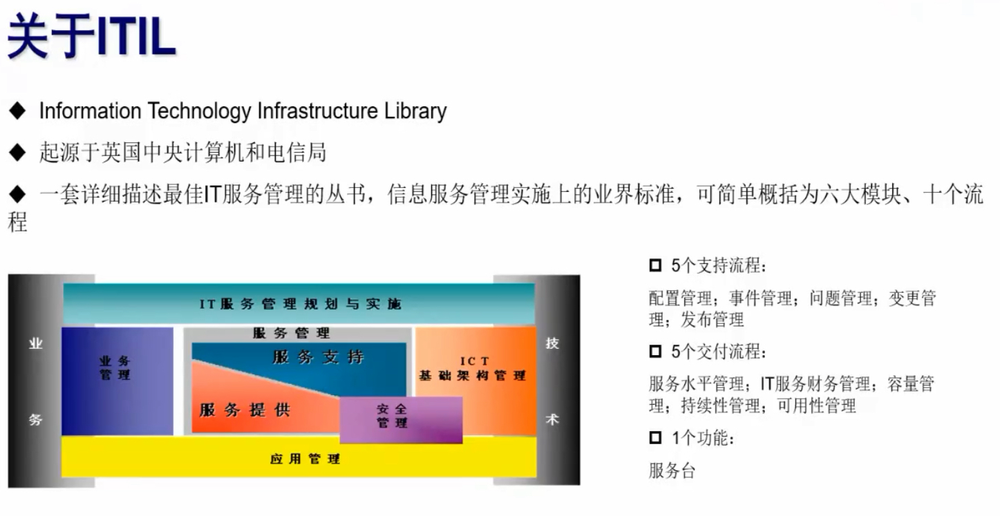 关于ITIL
◆ Information Technology Infrastructure Library
◆ 起源于英国中央计算机和电信局
◆ 一套详细描述最佳IT服务管理的丛书，信息服务管理实施上的业界标准，可简单概括为六大模块、十个流
程
业
务
IT服务管理规划与实施
业务
管理
服务管理
服务支持
服务提供
安全
管理
ICT
基础架构管理
应用管理
技
术
5个支持流程：
配置管理；事件管理；问题管理；变更管
理；发布管理
5个交付流程：
服务水平管理；IT服务财务管理；容量管
理；持续性管理；可用性管理
1个功能：
服务台